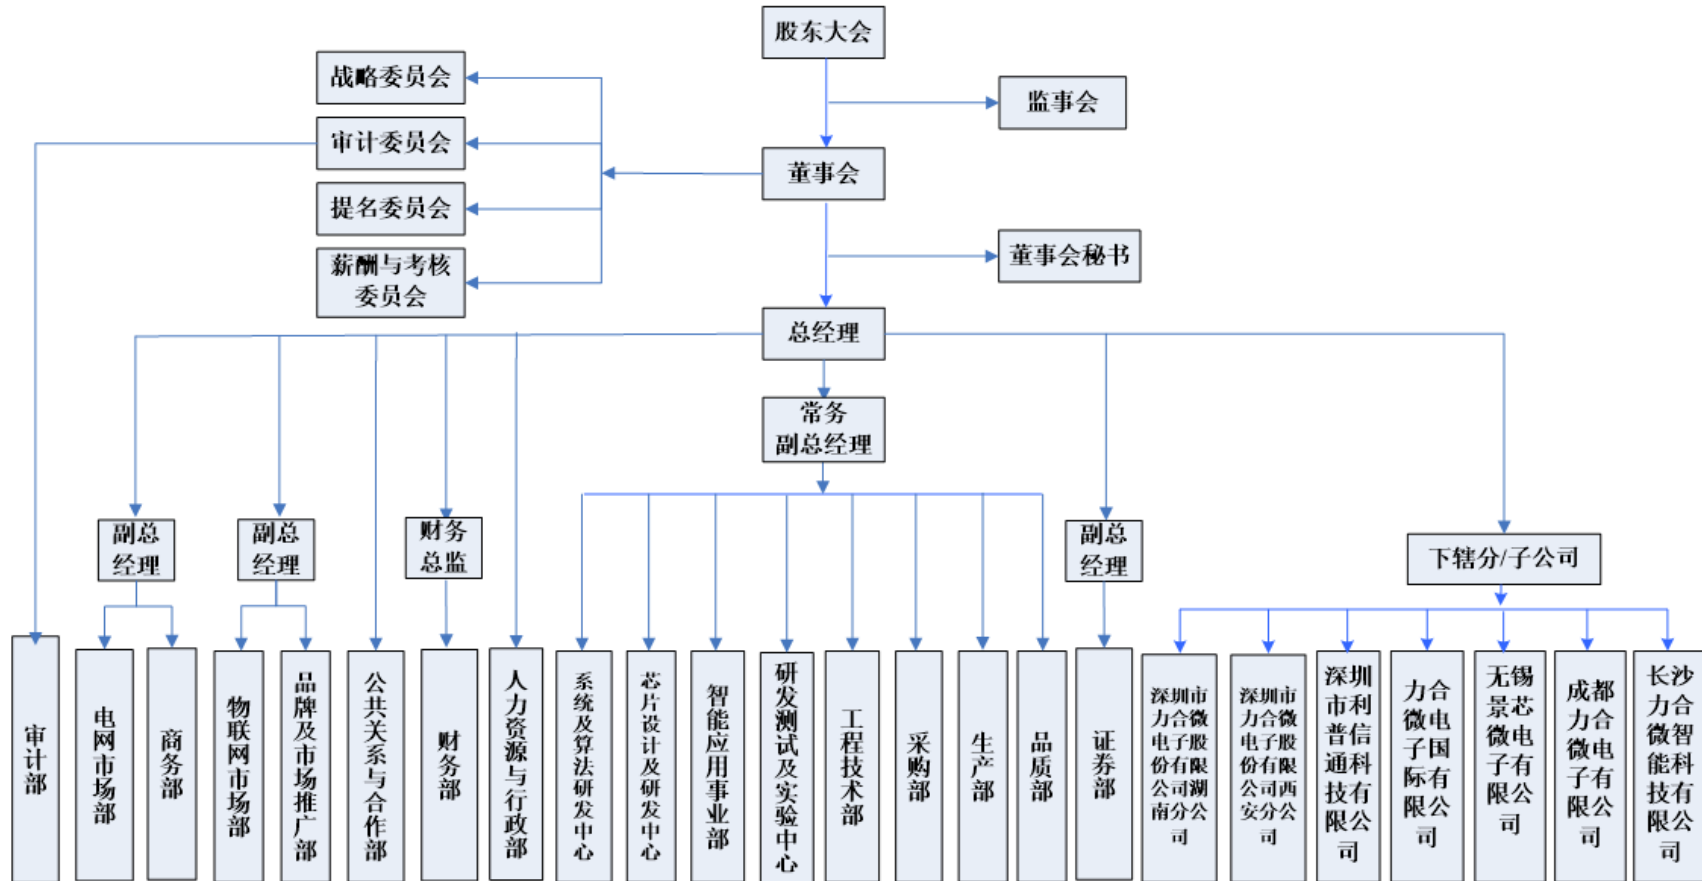 股东大会
战略委员会
监事会
审计委员会
董事会
提名委员会
董事会秘书
薪酬与考核
委员会
总经理
常务
副总经理
副总
经理
副总
经理
财务
总监
副总
经理
下辖分/子公司
审计部
电网市场部
商务部
物联网市场部
品牌及市场推广部
公共关系与合作部
财务部
人力资源与行政部
系统及算法研发中心
芯片设计及研发中心
智能应用事业部
研发测试及实验中心
工程技术部
采购部
生产部
品质部
证券部
深圳市
力合微
电子股
份有限
公司湖
南分公
司
深圳市
力合微
电子股
份有限
公司西
安分公
司
深圳
市利
普信
通科
技有
限公
司
力合
微电
子国
际有
限公
司
无锡
景芯
微电
子有
限公
司
成都
力合
微电
子有
限公
司
长沙
力合
微智
能科
技有
限公
司